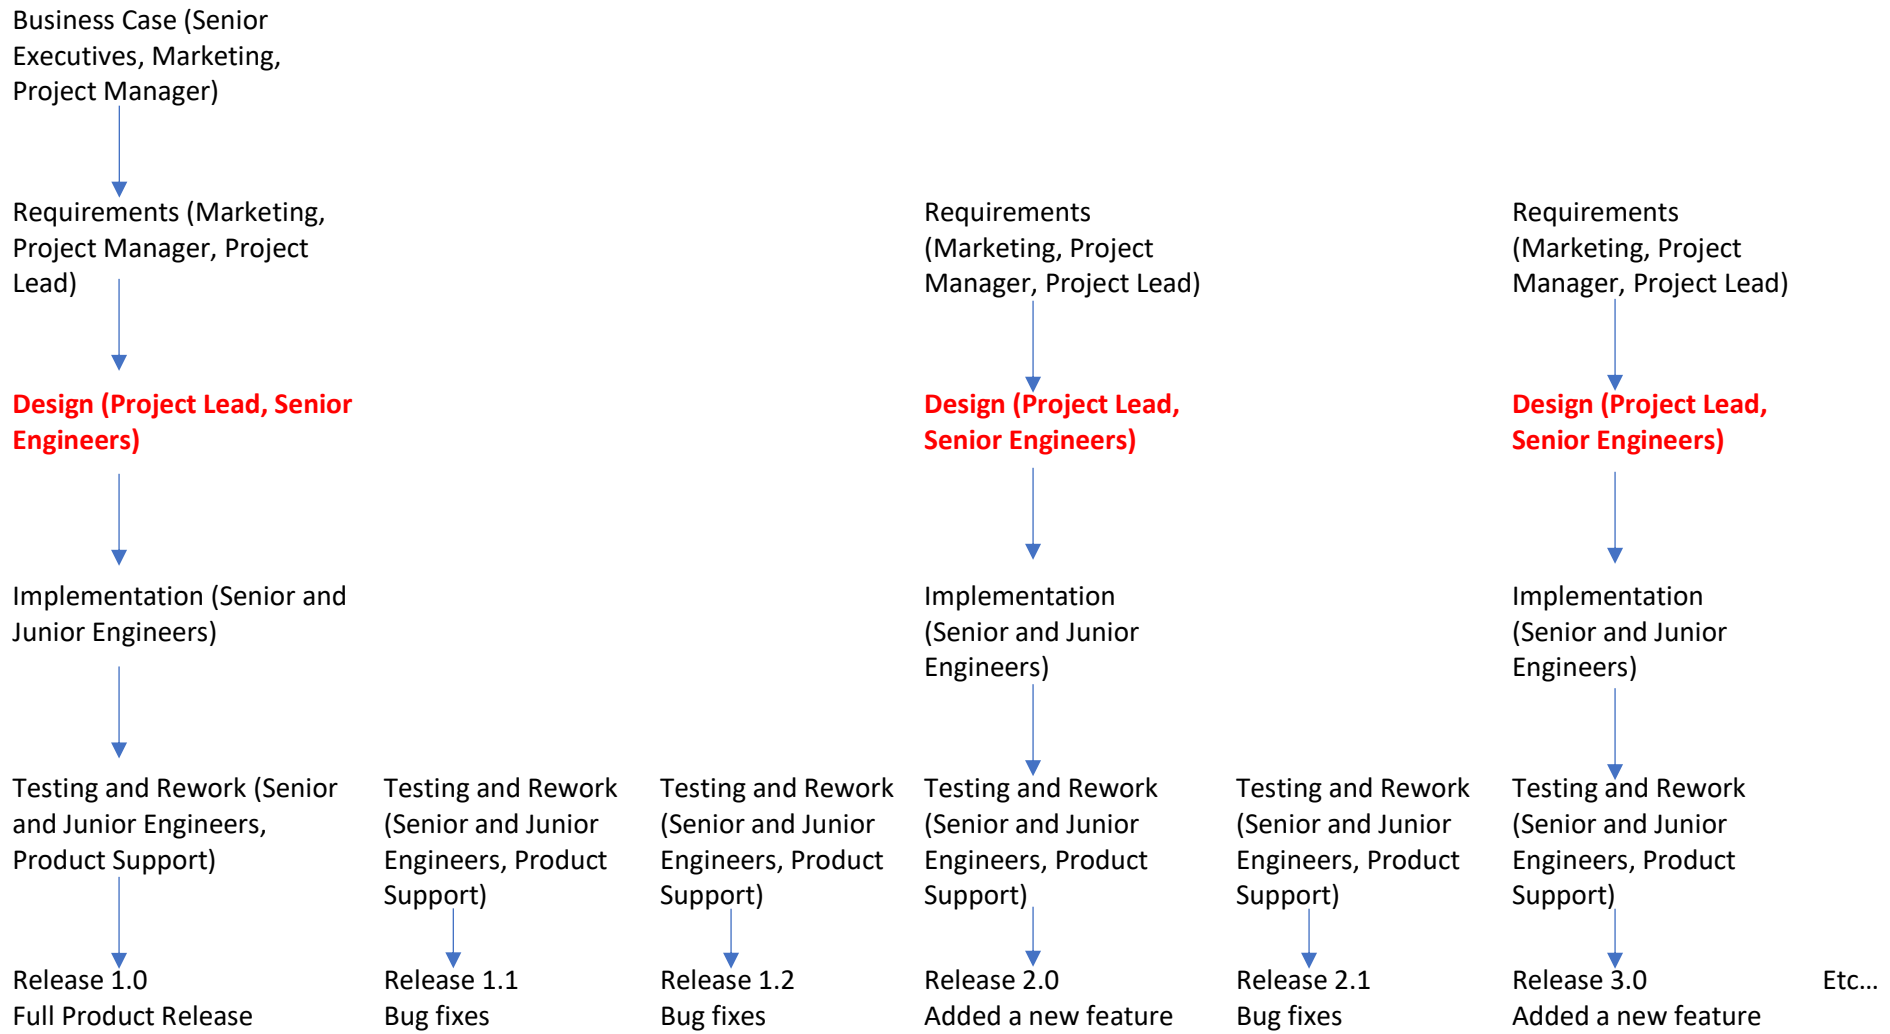 Business Case (Senior
Executives, Marketing,
Project Manager)
Requirements (Marketing,
Project Manager, Project
Lead)
Requirements
(Marketing, Project
Manager, Project Lead)
Requirements
(Marketing, Project
Manager, Project Lead)
Design (Project Lead, Senior
Engineers)
Design (Project Lead,
Senior Engineers)
Design (Project Lead,
Senior Engineers)
Implementation (Senior and
Junior Engineers)
Implementation
(Senior and Junior
Engineers)
Implementation
(Senior and Junior
Engineers)
Testing and Rework (Senior
and Junior Engineers,
Product Support)
Testing and Rework
(Senior and Junior
Engineers, Product
Support)
Testing and Rework
(Senior and Junior
Engineers, Product
Support)
Testing and Rework
(Senior and Junior
Engineers, Product
Support)
Testing and Rework
(Senior and Junior
Engineers, Product
Support)
Testing and Rework
(Senior and Junior
Engineers, Product
Support)
Release 1.0
Full Product Release
Release 1.1
Bug fixes
Release 1.2
Bug fixes
Release 2.0
Added a new feature
Release 2.1
Bug fixes
Release 3.0
Added a new feature
Etc…